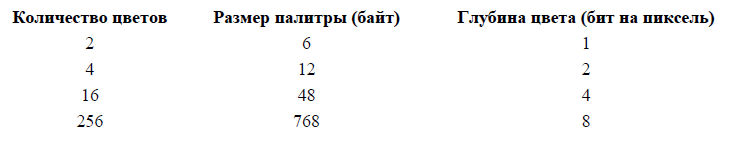 Количество цветов Размер палитры (байт) Глубина цвета (бит на пиксель)
2 6 1
4 12 2
16 48 4
256 768 8